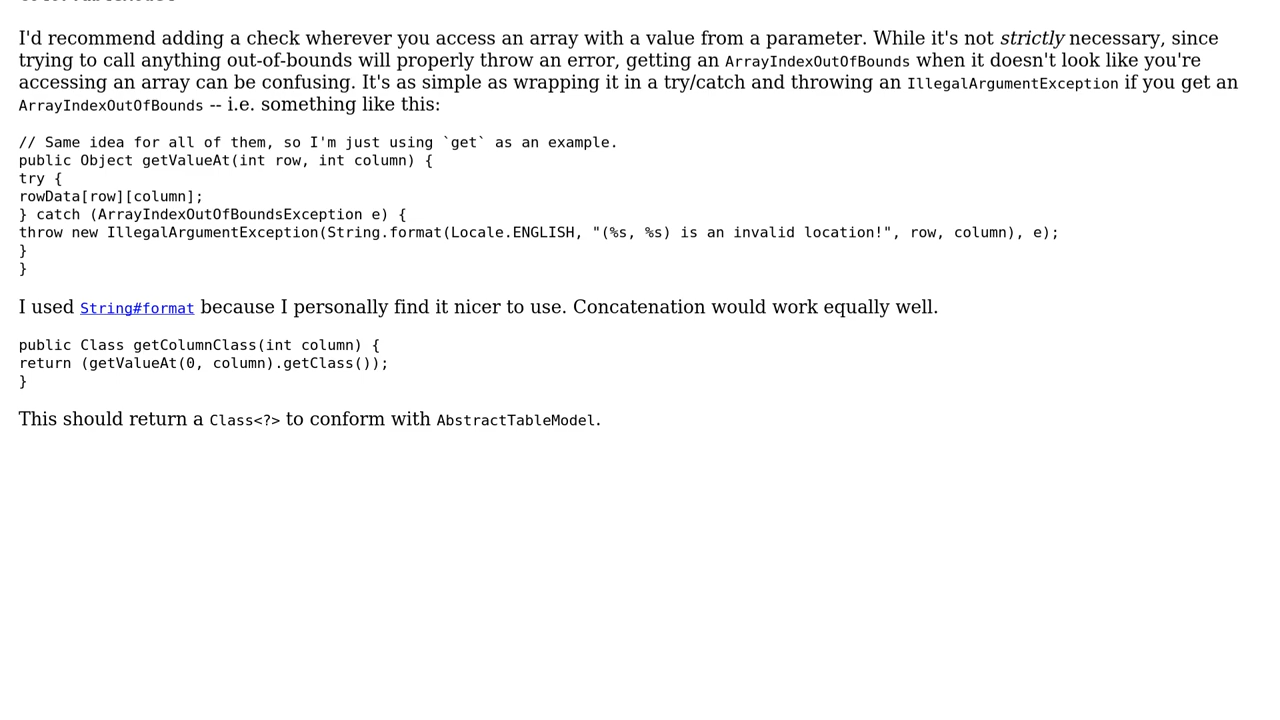 I'd recommend adding a check wherever you access an array with a value from a parameter. While it's not strictly necessary, since
trying to call anything out-of-bounds will properly throw an error, getting an ArrayIndexOutOfBounds when it doesn't look like you're
accessing an array can be confusing. It's as simple as wrapping it in a try/catch and throwing an IllegalArgumentException if you get an
ArrayIndexOutOfBounds -- i.e. something like this:
// Same idea for all of them, so I'm just using `get` as an example.
public Object getValueAt(int row, int column) {
try {
rowData[row][column];
} catch (ArrayIndexOutOfBoundsException e) {
throw new IllegalArgumentException(String.format(Locale.ENGLISH, "(%s, %s) is an invalid location!", row, column), e);
}
}
I used String#format because I personally find it nicer to use. Concatenation would work equally well.
public Class getColumnClass(int column) {
return (getValueAt(0, column).getClass());
}
This should return a Class<?> to conform with AbstractTableModel.